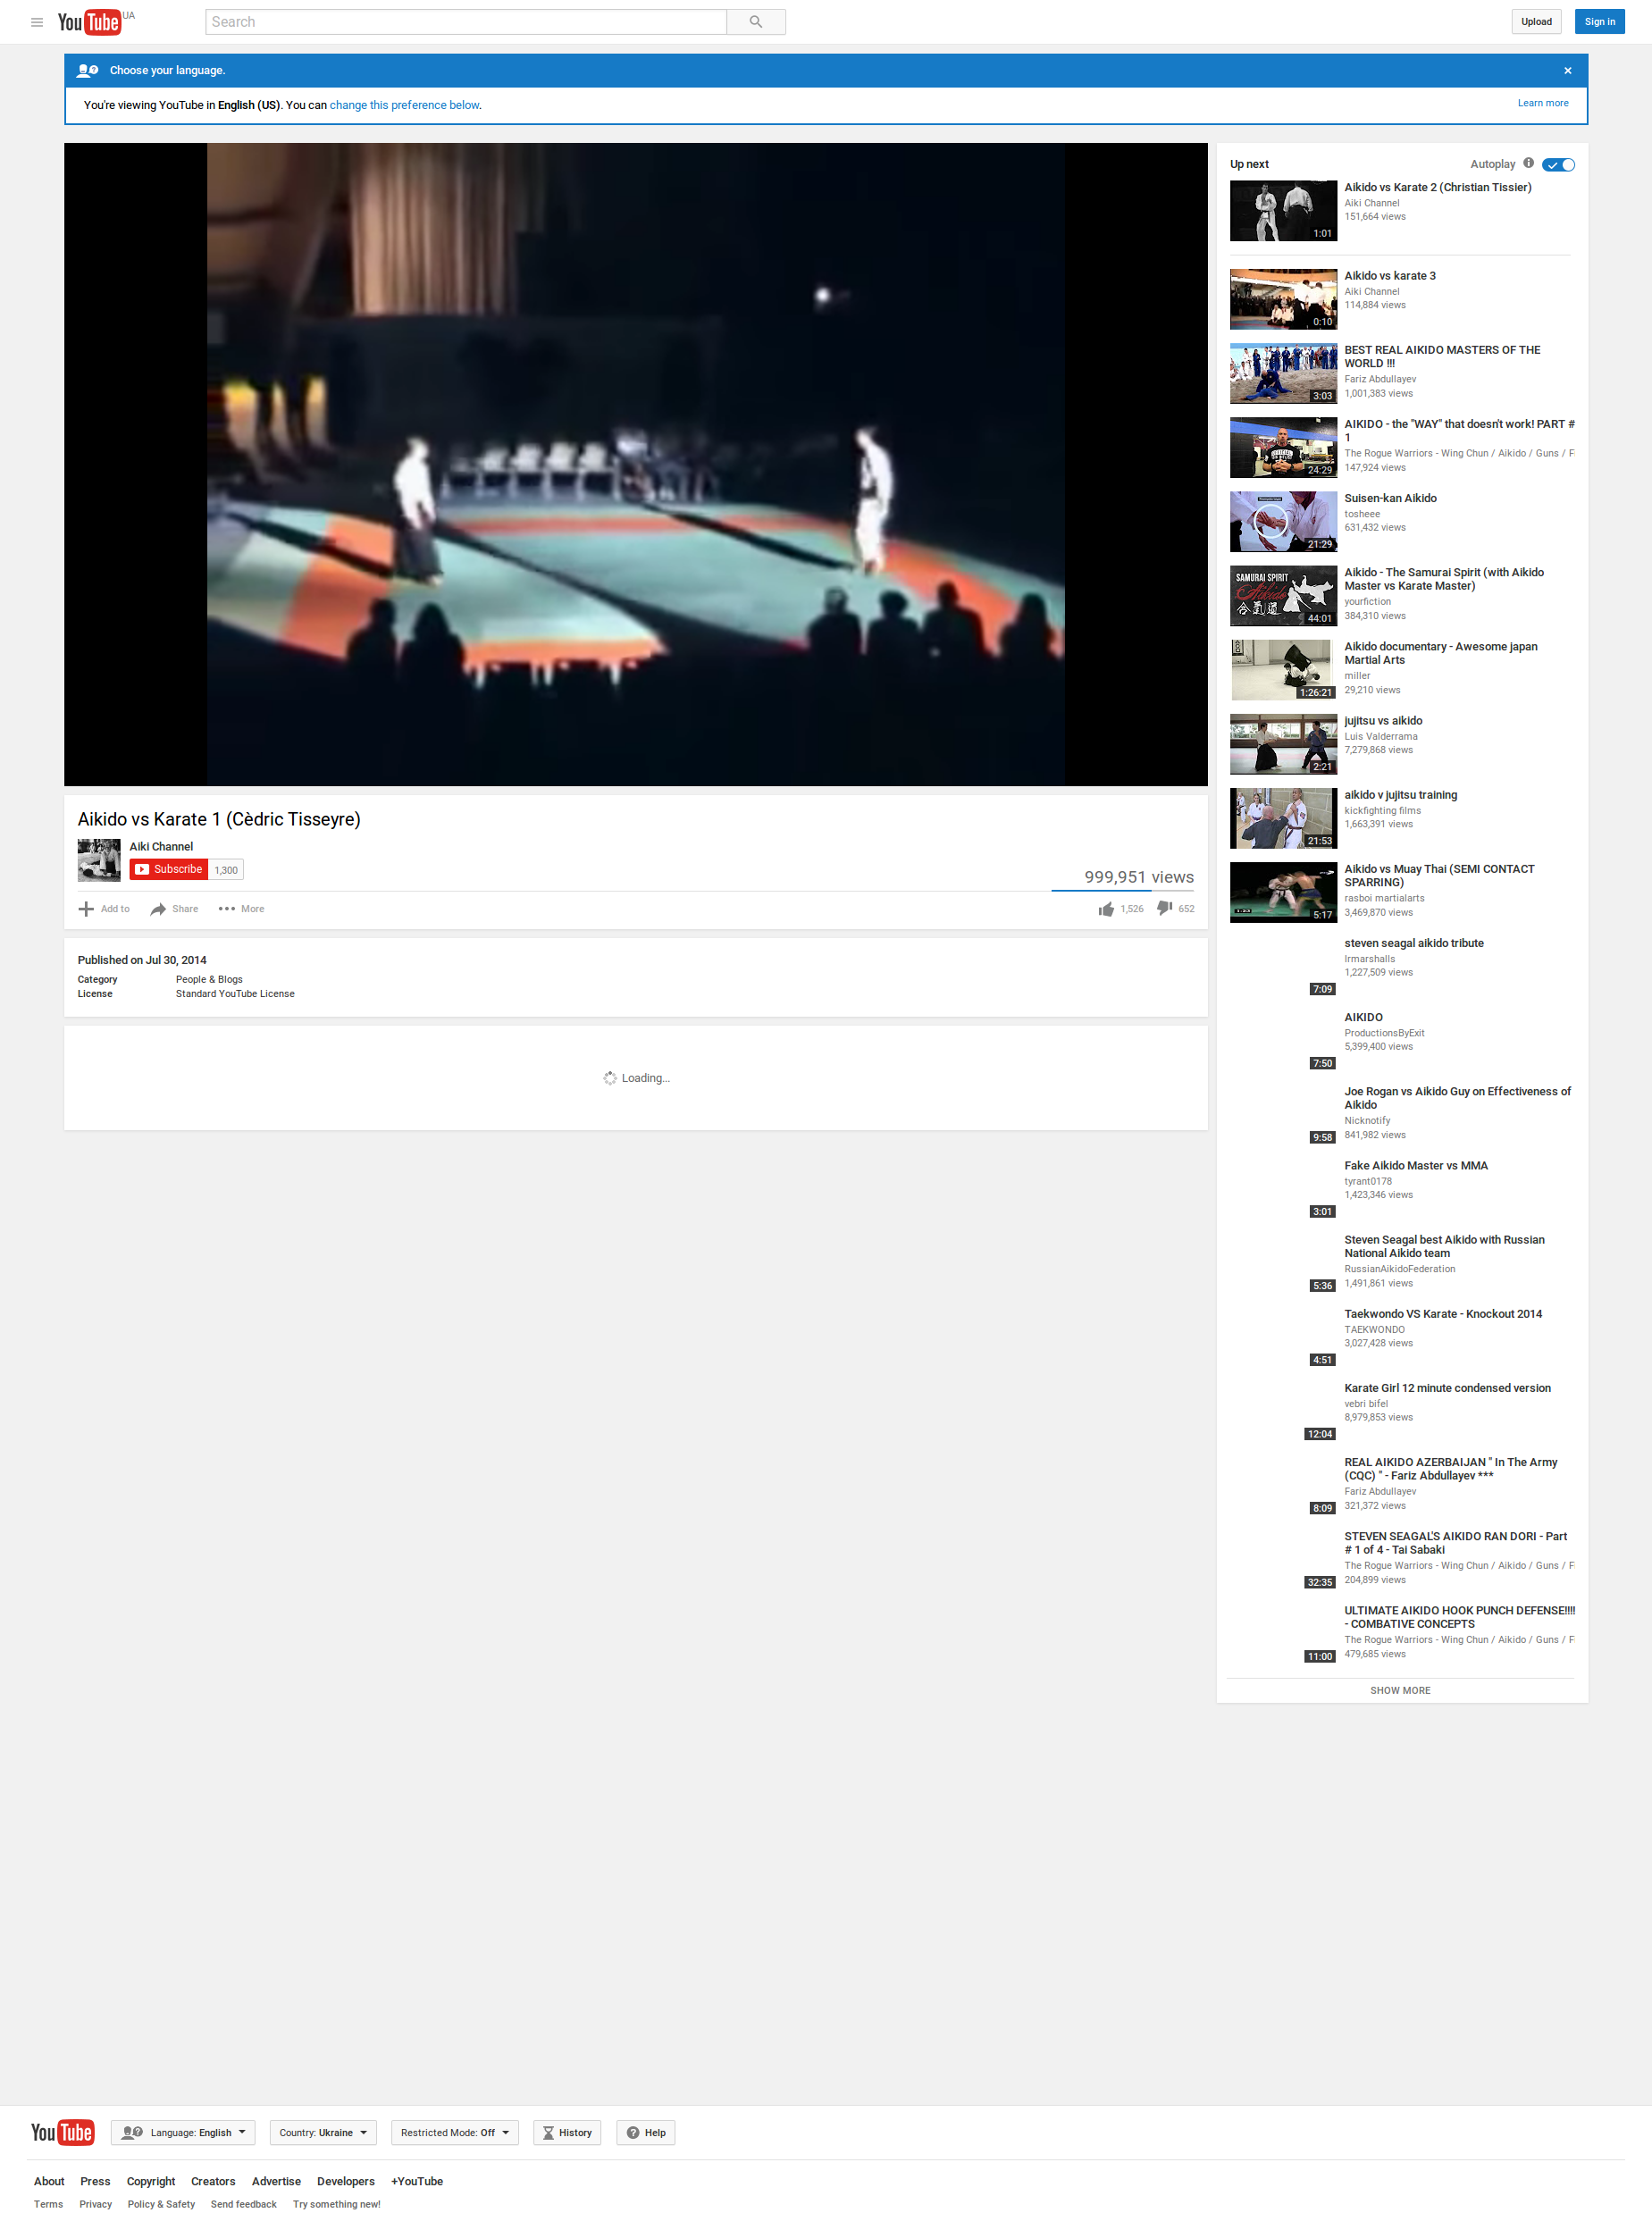 YouTube UA
Search
Upload
Sign in
Choose your language.
×
You're viewing YouTube in English (US). You can change this preference below.
Learn more
Up next
Autoplay
Aikido vs Karate 2 (Christian Tissier)
Aiki Channel
151,664 views
1:01
Aikido vs karate 3
Aiki Channel
114,884 views
0:10
BEST REAL AIKIDO MASTERS OF THE
WORLD !!!
Fariz Abdullayev
1,001,383 views
3:03
AIKIDO - the "WAY" that doesn't work! PART #
1
The Rogue Warriors - Wing Chun / Aikido / Guns / F
147,924 views
24:29
Suisen-kan Aikido
tosheee
631,432 views
21:29
SAMURAI SPIRIT
Aikido
合氣道
Aikido - The Samurai Spirit (with Aikido
Master vs Karate Master)
yourfiction
384,310 views
44:01
Aikido documentary - Awesome japan
Martial Arts
miller
29,210 views
1:26:21
jujitsu vs aikido
Luis Valderrama
7,279,868 views
2:21
aikido v jujitsu training
kickfighting films
1,663,391 views
21:53
Aikido vs Muay Thai (SEMI CONTACT
SPARRING)
rasboi martialarts
3,469,870 views
5:17
steven seagal aikido tribute
lrmarshalls
1,227,509 views
7:09
AIKIDO
ProductionsByExit
5,399,400 views
7:50
Joe Rogan vs Aikido Guy on Effectiveness of
Aikido
Nicknotify
841,982 views
9:58
Fake Aikido Master vs MMA
tyrant0178
1,423,346 views
3:01
Steven Seagal best Aikido with Russian
National Aikido team
RussianAikidoFederation
1,491,861 views
5:36
Taekwondo VS Karate - Knockout 2014
TAEKWONDO
3,027,428 views
4:51
Karate Girl 12 minute condensed version
vebri bifel
8,979,853 views
12:04
REAL AIKIDO AZERBAIJAN " In The Army
(CQC) " - Fariz Abdullayev ***
Fariz Abdullayev
321,372 views
8:09
STEVEN SEAGAL'S AIKIDO RAN DORI - Part
# 1 of 4 - Tai Sabaki
The Rogue Warriors - Wing Chun / Aikido / Guns / F
204,899 views
32:35
ULTIMATE AIKIDO HOOK PUNCH DEFENSE!!!!
- COMBATIVE CONCEPTS
The Rogue Warriors - Wing Chun / Aikido / Guns / F
479,685 views
11:00
SHOW MORE
Aikido vs Karate 1 (Cèdric Tisseyre)
Aiki Channel
Subscribe 1,300
999,951 views
Add to Share More
1,526 652
Published on Jul 30, 2014
Category People & Blogs
License Standard YouTube License
Loading...
YouTube Language: English Country: Ukraine Restricted Mode: Off History Help
About Press Copyright Creators Advertise Developers +YouTube
Terms Privacy Policy & Safety Send feedback Try something new!